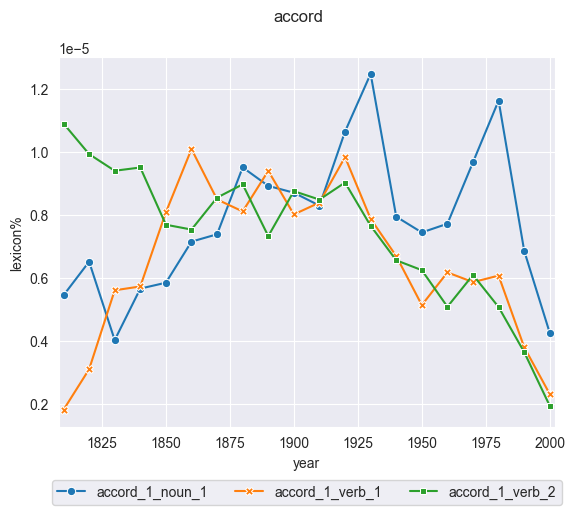 accord
1e−5
1.2
1.0
0.8
0.6
0.4
0.2
lexicon%
1825 1850 1875 1900 1925 1950 1975 2000
year
accord_1_noun_1 accord_1_verb_1 accord_1_verb_2